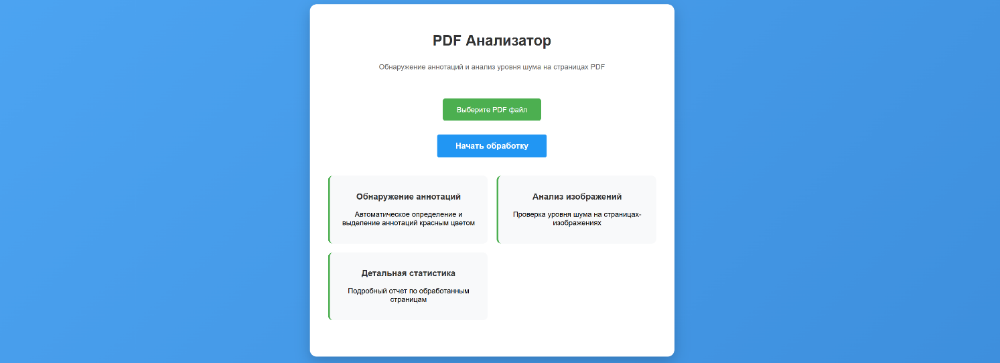 PDF Анализатор
Обнаружение аннотаций и анализ уровня шума на страницах PDF
Выберите PDF файл
Начать обработку
Обнаружение аннотаций
Автоматическое определение и
выделение аннотаций красным цветом
Анализ изображений
Проверка уровня шума на страницах-
изображениях
Детальная статистика
Подробный отчет по обработанным
страницам